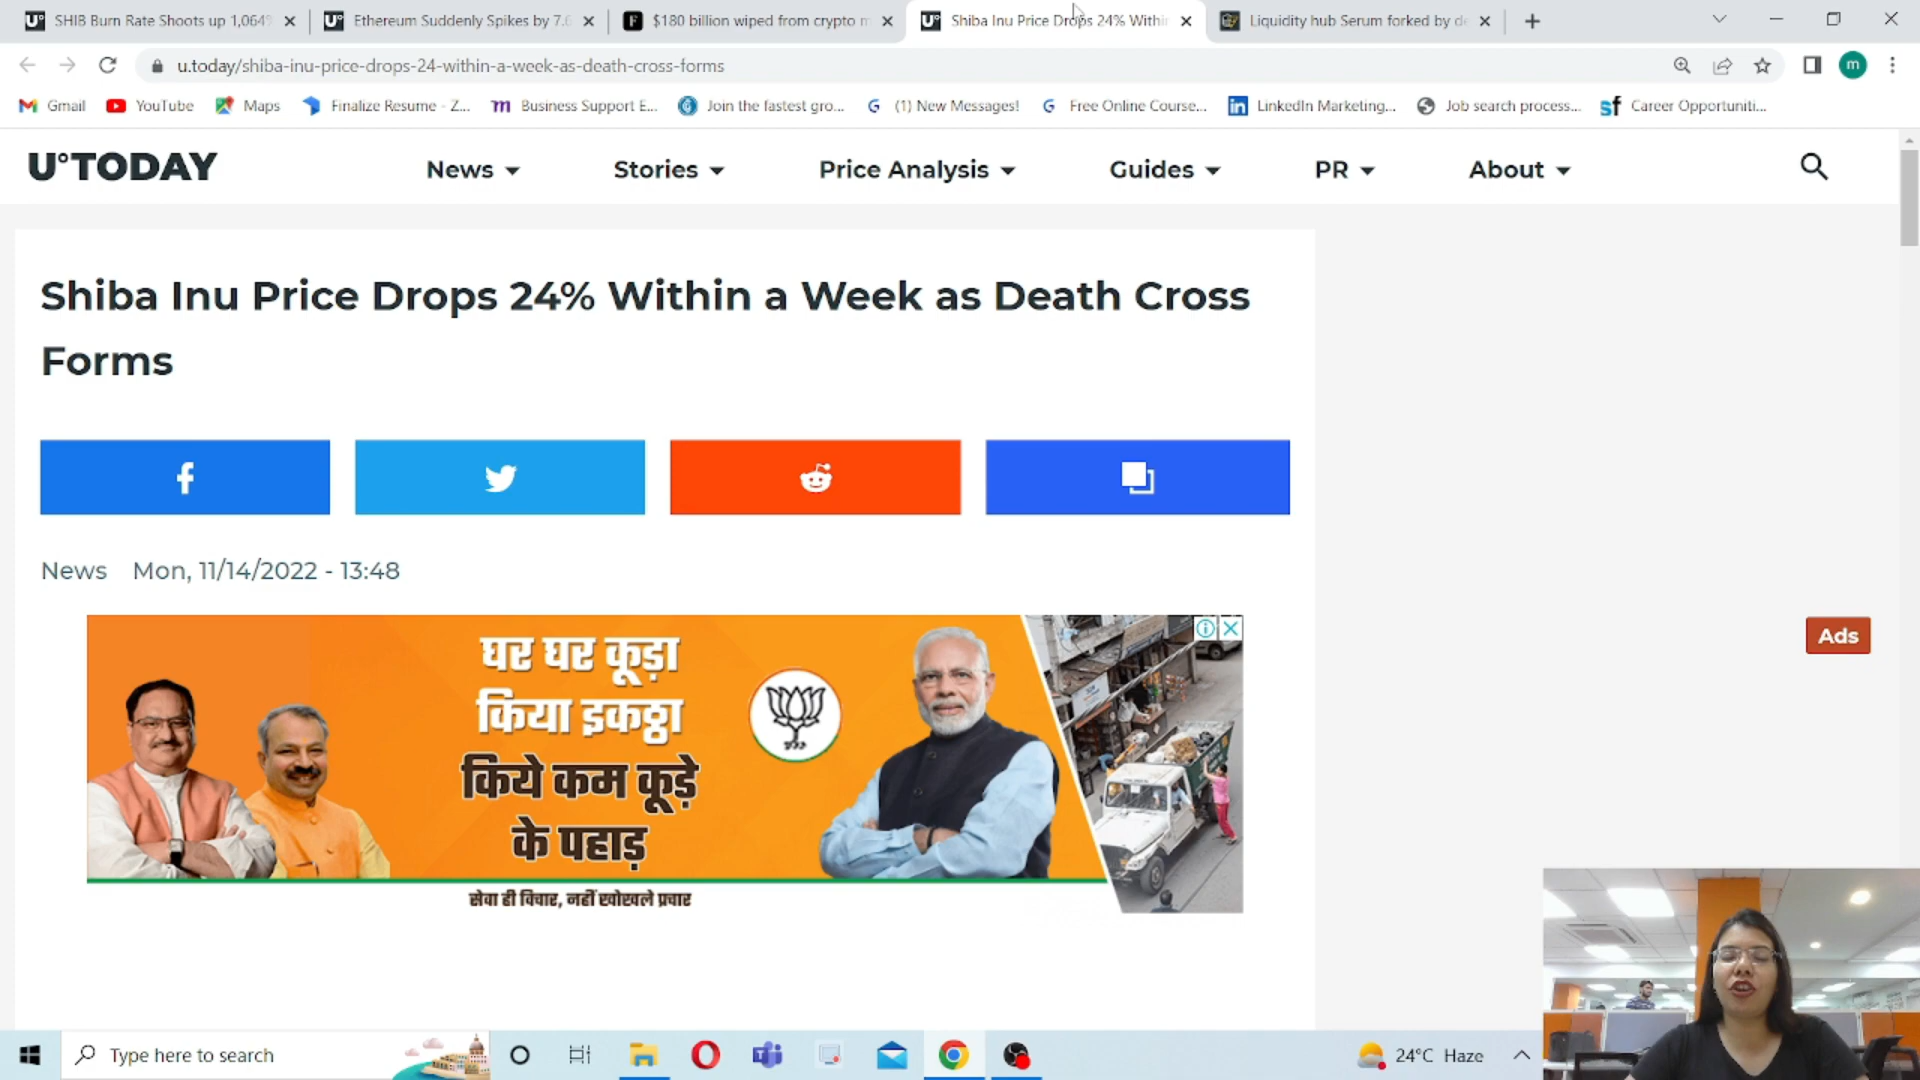 SHIB Burn Rate Shoots up 1,064%
Ethereum Suddenly Spikes by 7.6
$180 billion wiped from crypto m
Shiba Inu Price Drops 24% Within
Liquidity hub Serum forked by de
u.today/shiba-inu-price-drops-24-within-a-week-as-death-cross-forms
m
Gmail
YouTube
Maps
Finalize Resume - Z...
Business Support E...
Join the fastest gro...
(1) New Messages!
Free Online Course...
LinkedIn Marketing...
Job search process...
Career Opportuniti...
U°TODAY
News
Stories
Price Analysis
Guides
PR
About
Shiba Inu Price Drops 24% Within a Week as Death Cross
Forms
News Mon, 11/14/2022 - 13:48
घर घर कूड़ा
किया इकठ्ठा
किये कम कूड़े
के पहाड़
सेवा ही विचार, नहीं खोखले प्रचार
Ads
Type here to search
24°C Haze